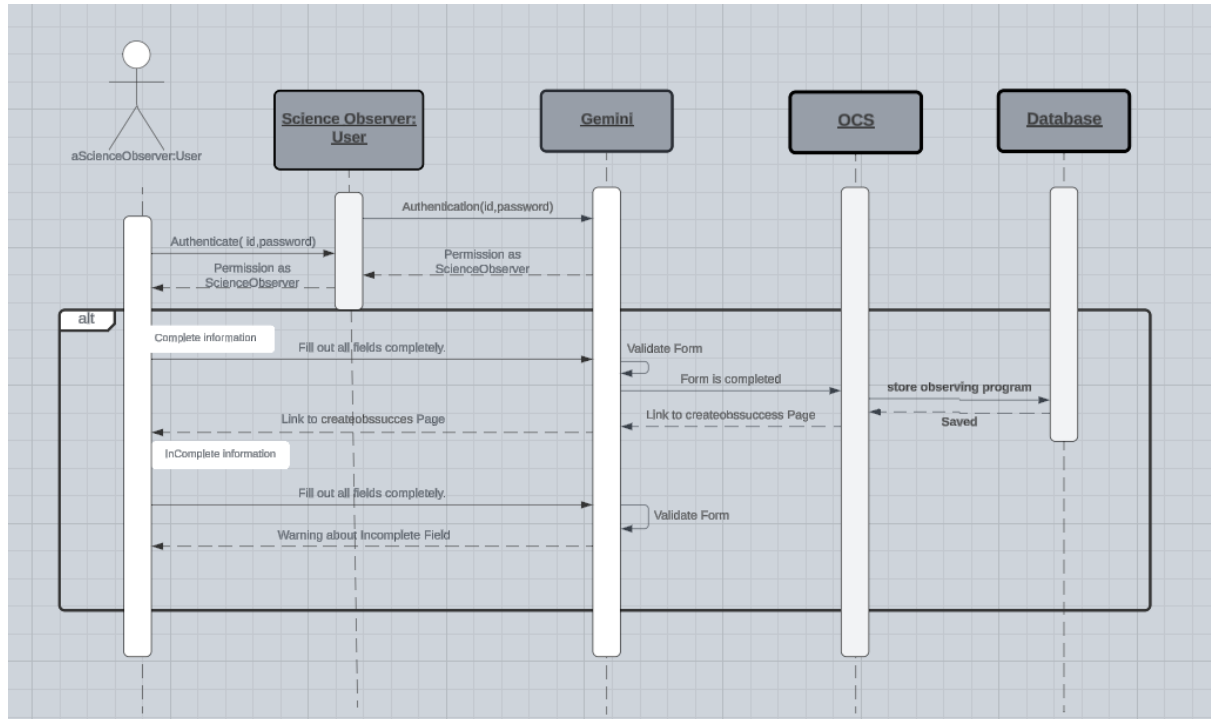 Science Observer:
User
Gemini
OCS
Database
aScienceObserver:User
Authentication(id,password)
Authenticate( id,password)
Permission as
ScienceObserver
Permission as
ScienceObserver
alt
Complete information
Fill out all fields completely.
Validate Form
Form is completed
store observing program
Link to createobssucces Page
Link to createobssuccess Page
Saved
InComplete information
Fill out all fields completely.
Validate Form
Warning about Incomplete Field